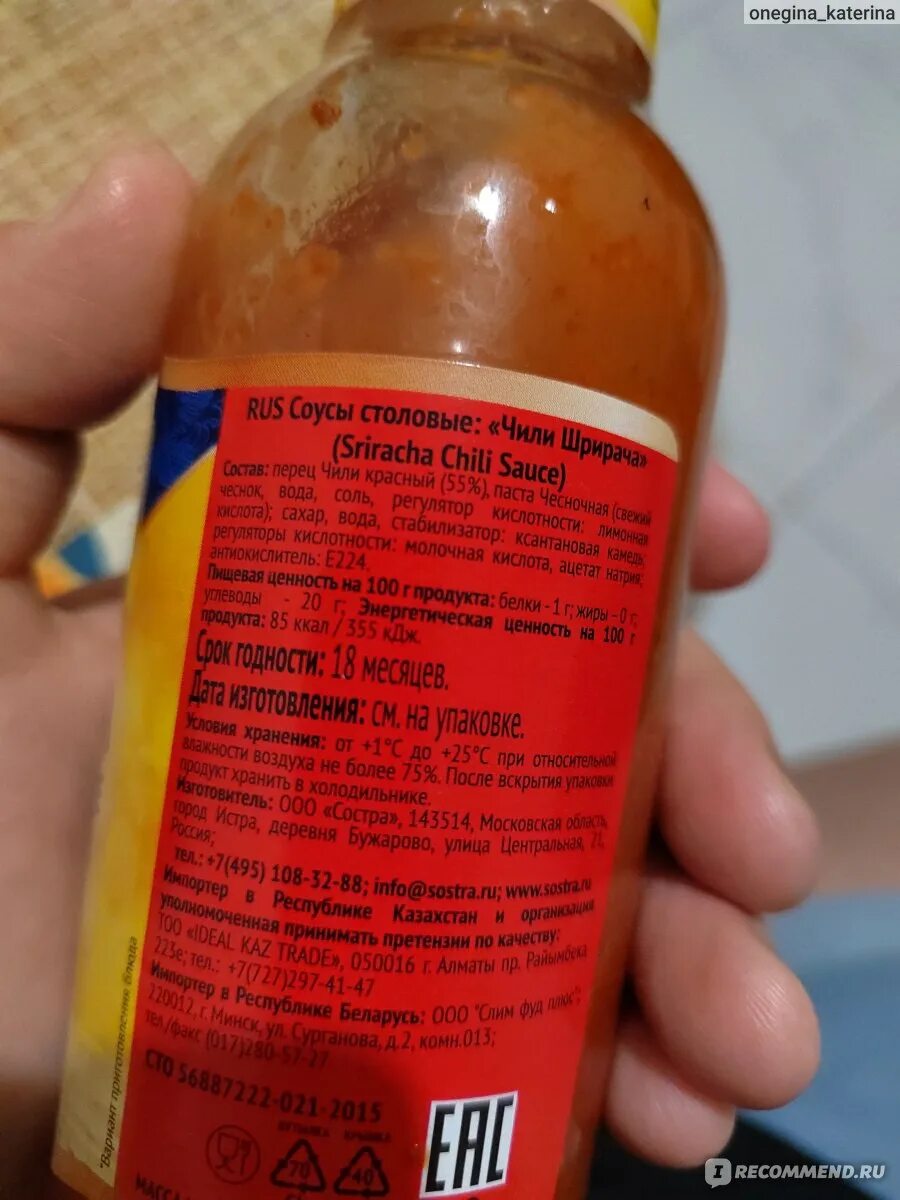 onegina_katerina
RUS Соусы столовые: «Чили Шрирача»
(Sriracha Chili Sauce)
Состав: перец Чили красный (55%), паста Чесночная (свежий
чеснок, вода, соль, регулятор кислотности: лимонная
кислота); сахар, вода, стабилизатор: ксантановая камедь;
регуляторы кислотности: молочная кислота, ацетат натрия;
антиокислитель: Е224.
Пищевая ценность на 100 г продукта: белки - 1 г; жиры - 0 г;
углеводы - 20 г; Энергетическая ценность на 100 г
продукта: 85 ккал / 355 кДж.
Срок годности: 18 месяцев.
Дата изготовления: см. на упаковке.
Условия хранения: от +1°С до +25°С при относительной
влажности воздуха не более 75%. После вскрытия упаковки
продукт хранить в холодильнике.
Изготовитель: ООО «Состра», 143514, Московская область,
город Истра, деревня Бужарово, улица Центральная, 21,
Россия;
тел.: +7(495) 108-32-88; info@sostra.ru; www.sostra.ru
Импортер в Республике Казахстан и организация
уполномоченная принимать претензии по качеству:
ТОО «IDEAL KAZ TRADE», 050016 г. Алматы пр. Райымбека
223е; тел.: +7(727)297-41-47
Импортер в Республике Беларусь: ООО "Слим фуд плюс",
220012, г. Минск, ул. Сурганова, д.2, комн.013;
тел/факс (017)280-57-27
СТО 56887222-021-2015
БУТЫЛКА КРЫШКА
70 40
EAC
МАССА
*Вариант приготовления блюда
IRECOMMEND.RU